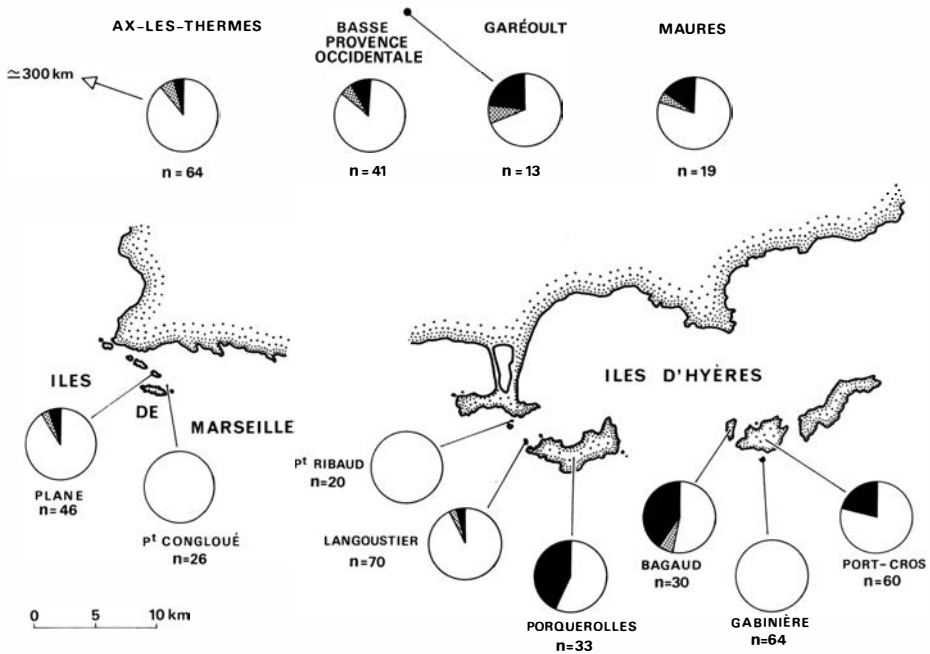 AX-LES-THERMES
BASSE
PROVENCE
OCCIDENTALE
GARÉOULT
MAURES
≃300 km
n = 64
n = 41
n = 13
n = 19
ILES
DE
MARSEILLE
ILES D'HYÈRES
PLANE
n = 46
Pᵗ CONGLOUÉ
n=26
Pᵗ RIBAUD
n=20
LANGOUSTIER
n=70
PORQUEROLLES
n=33
BAGAUD
n=30
GABINIÈRE
n=64
PORT-CROS
n=60
0 5 10 km